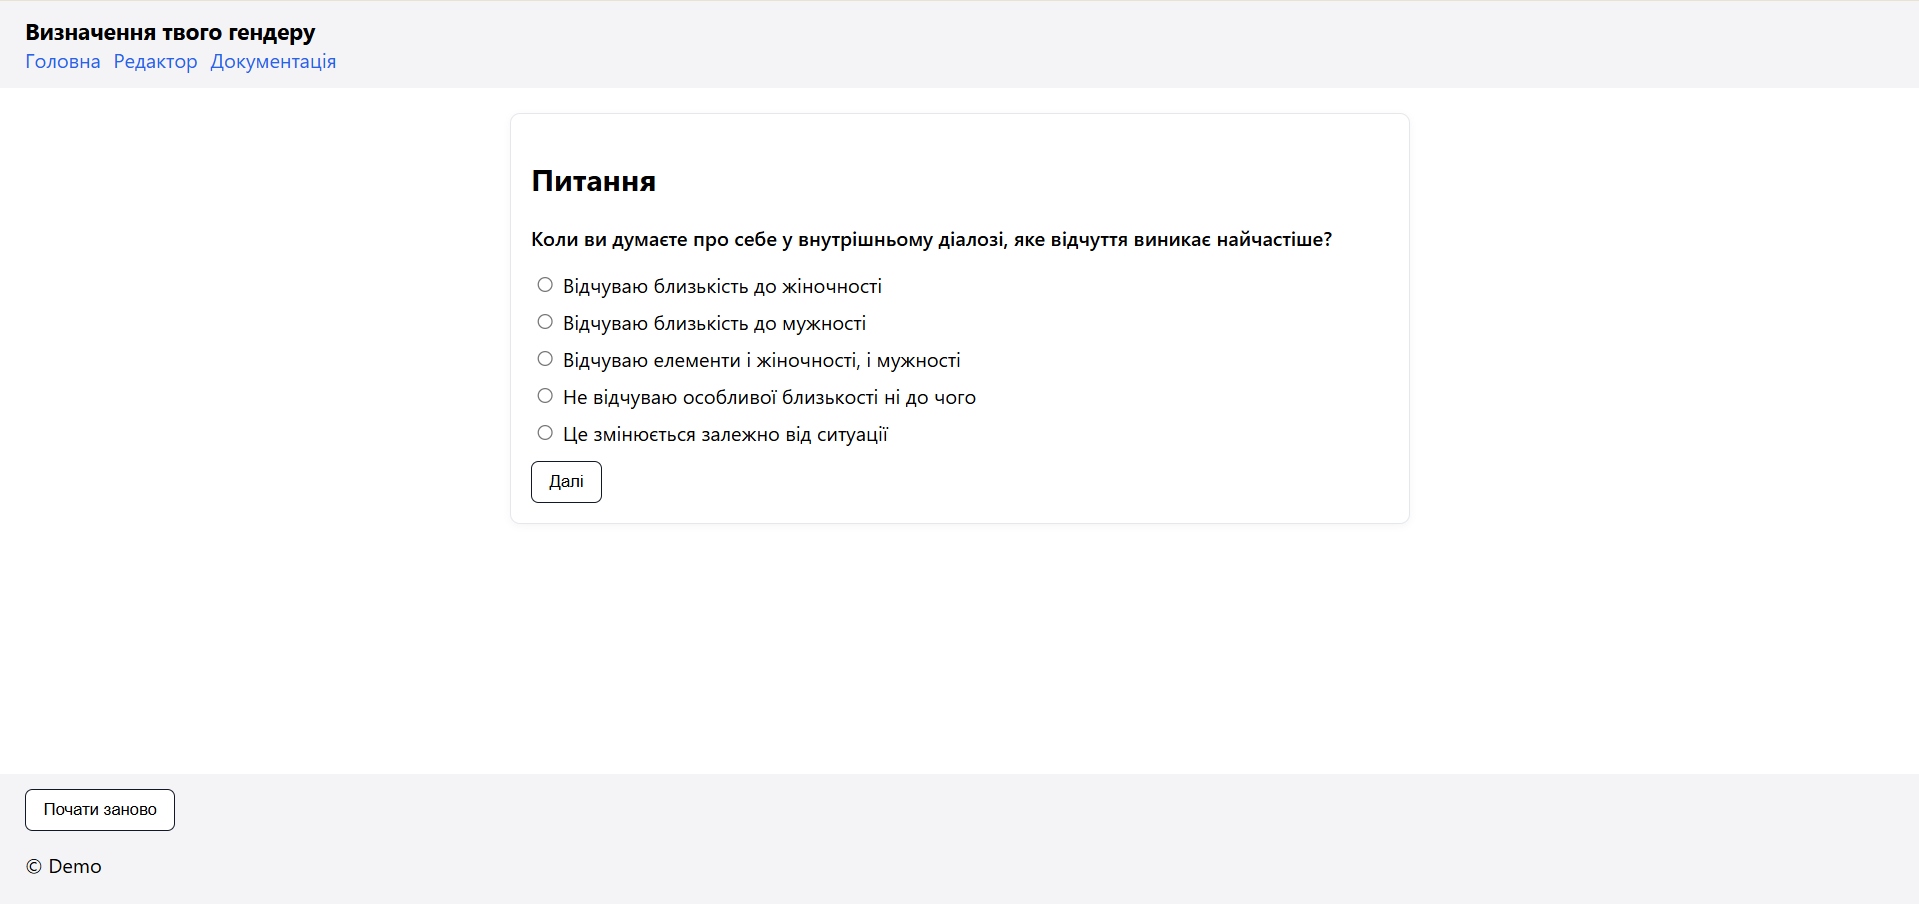 Визначення твого гендеру
Головна Редактор Документація
Питання
Коли ви думаєте про себе у внутрішньому діалозі, яке відчуття виникає найчастіше?
Відчуваю близькість до жіночності
Відчуваю близькість до мужності
Відчуваю елементи і жіночності, і мужності
Не відчуваю особливої близькості ні до чого
Це змінюється залежно від ситуації
Далі
Почати заново
© Demo